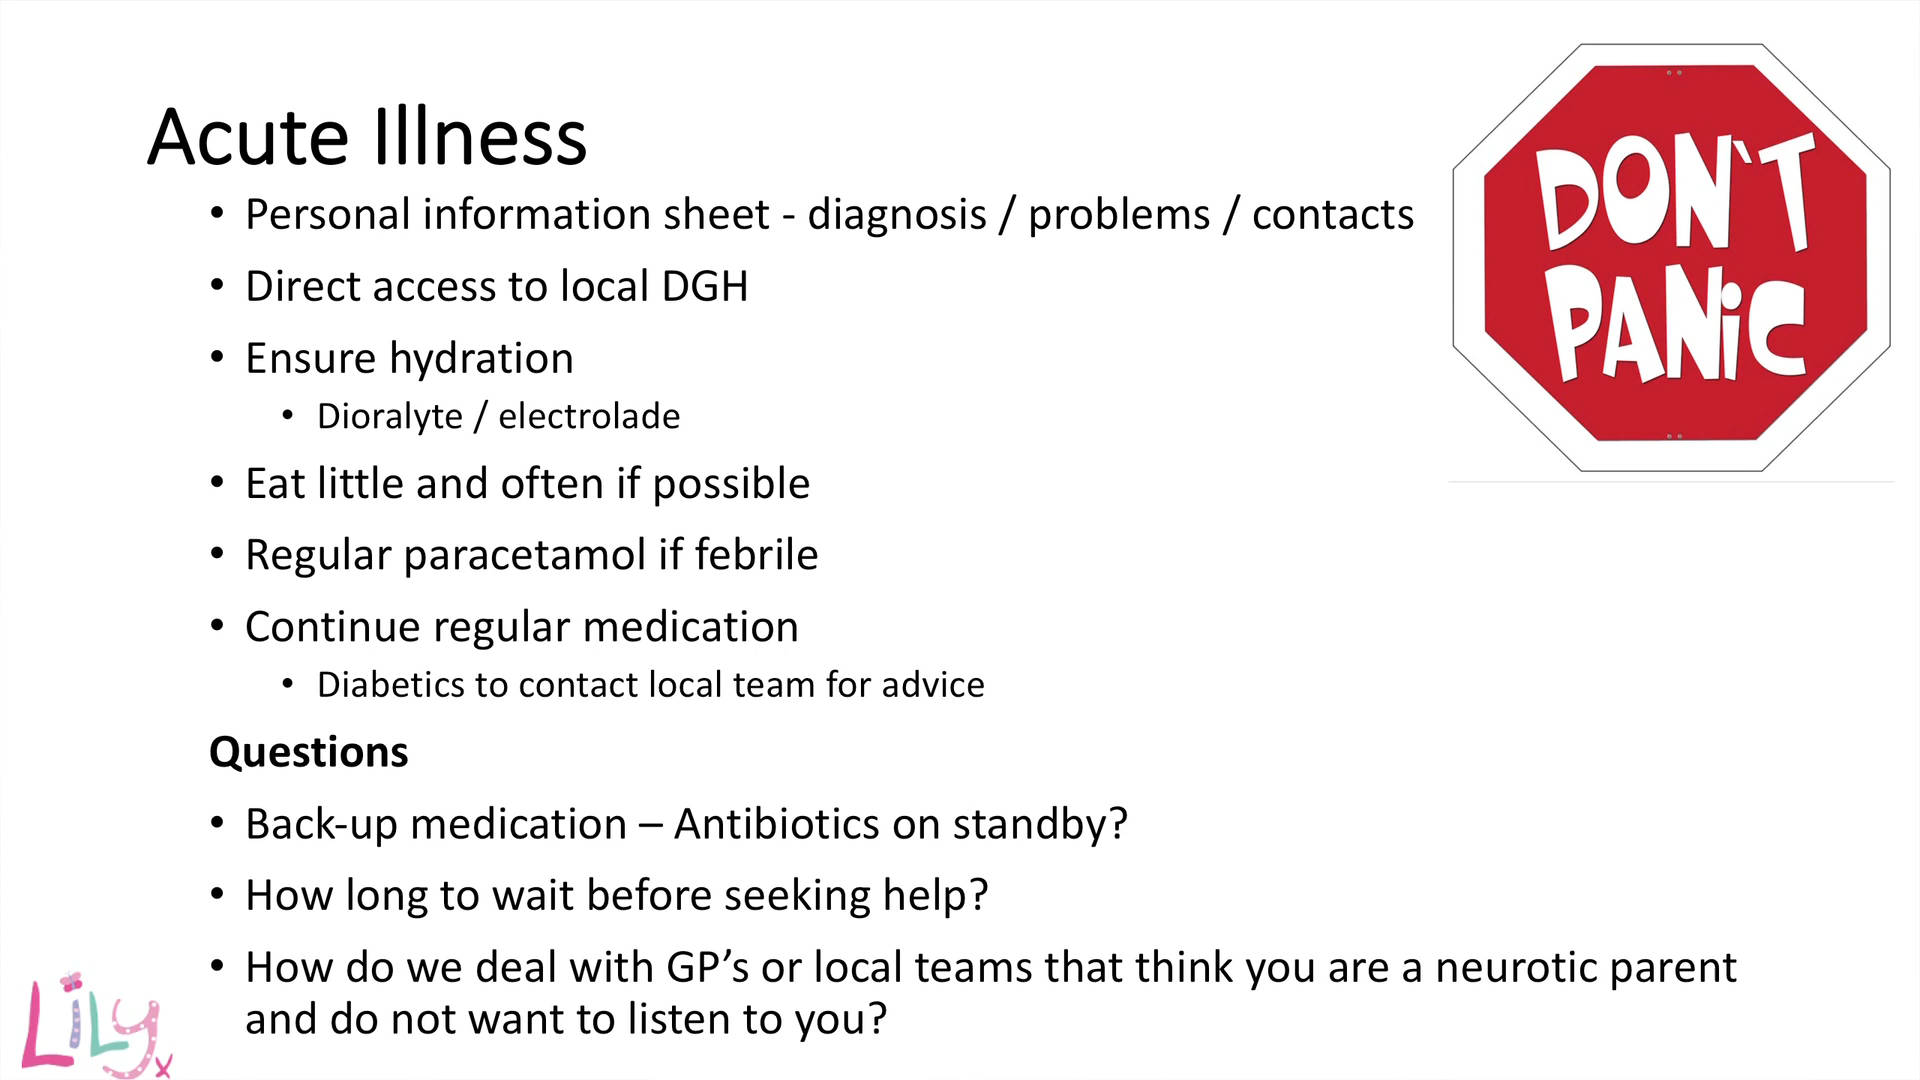 Acute Illness
• Personal information sheet - diagnosis / problems / contacts
• Direct access to local DGH
• Ensure hydration
• Dioralyte / electrolade
• Eat little and often if possible
• Regular paracetamol if febrile
• Continue regular medication
• Diabetics to contact local team for advice
Questions
• Back-up medication – Antibiotics on standby?
• How long to wait before seeking help?
• How do we deal with GP’s or local teams that think you are a neurotic parent
and do not want to listen to you?
DON`T
PANiC
LiLy x